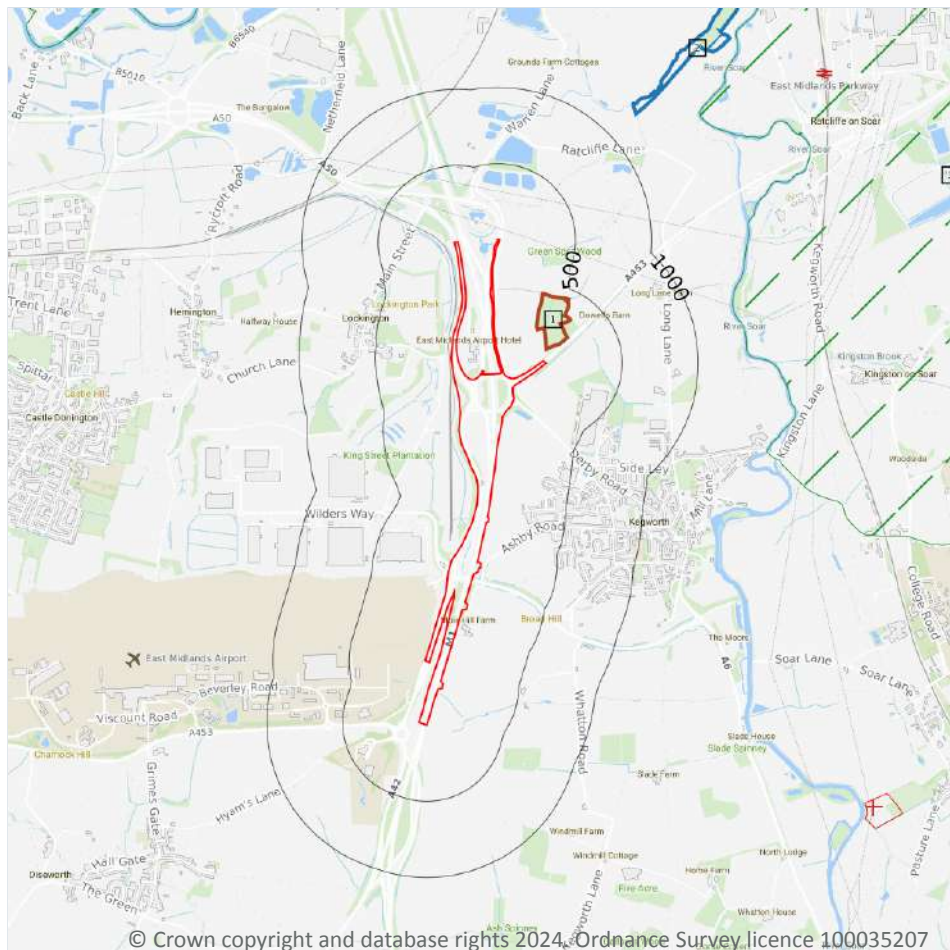 Back Lane
B5010
B6540
Netherfield Lane
Grounds Farm Cottages
2
River Soar
East Midlands Parkway
Ratcliffe on Soar
The Bungalow
A50
Warren Lane
Ratcliffe Lane
River Soar
A50
Rycroft Road
Main Street
Green Spot Wood
A453
500
1000
Kegworth Road
Trent Lane
Hemington
Halfway House
Lockington
Lockington Park
1
Dowells Barn
Long Lane
Long Lane
East Midlands Airport Hotel
River Soar
Kingston Brook
Kingston on Soar
Church Lane
Spittal
Castle Hill
Castle Donington
King Street Plantation
Derby Road
Side Ley
Mill Lane
Kingston Lane
Woodside
Wilders Way
Ashby Road
Kegworth
College Road
M1
Broad Hill
The Moors
A6
East Midlands Airport
Beverley Road
Viscount Road
A453
Soar Lane
Soar Lane
Charnock Hill
Grimes Gate
Whatton Road
Slade House
Slade Spinney
Slade Farm
A42
Hyam's Lane
Hall Gate
Diseworth
The Green
Windmill Farm
Windmill Cottage
North Lodge
Home Farm
Pasture Lane
Five Acre
Whatton House
Ash Spinney
Kegworth Lane
© Crown copyright and database rights 2024. Ordnance Survey licence 100035207